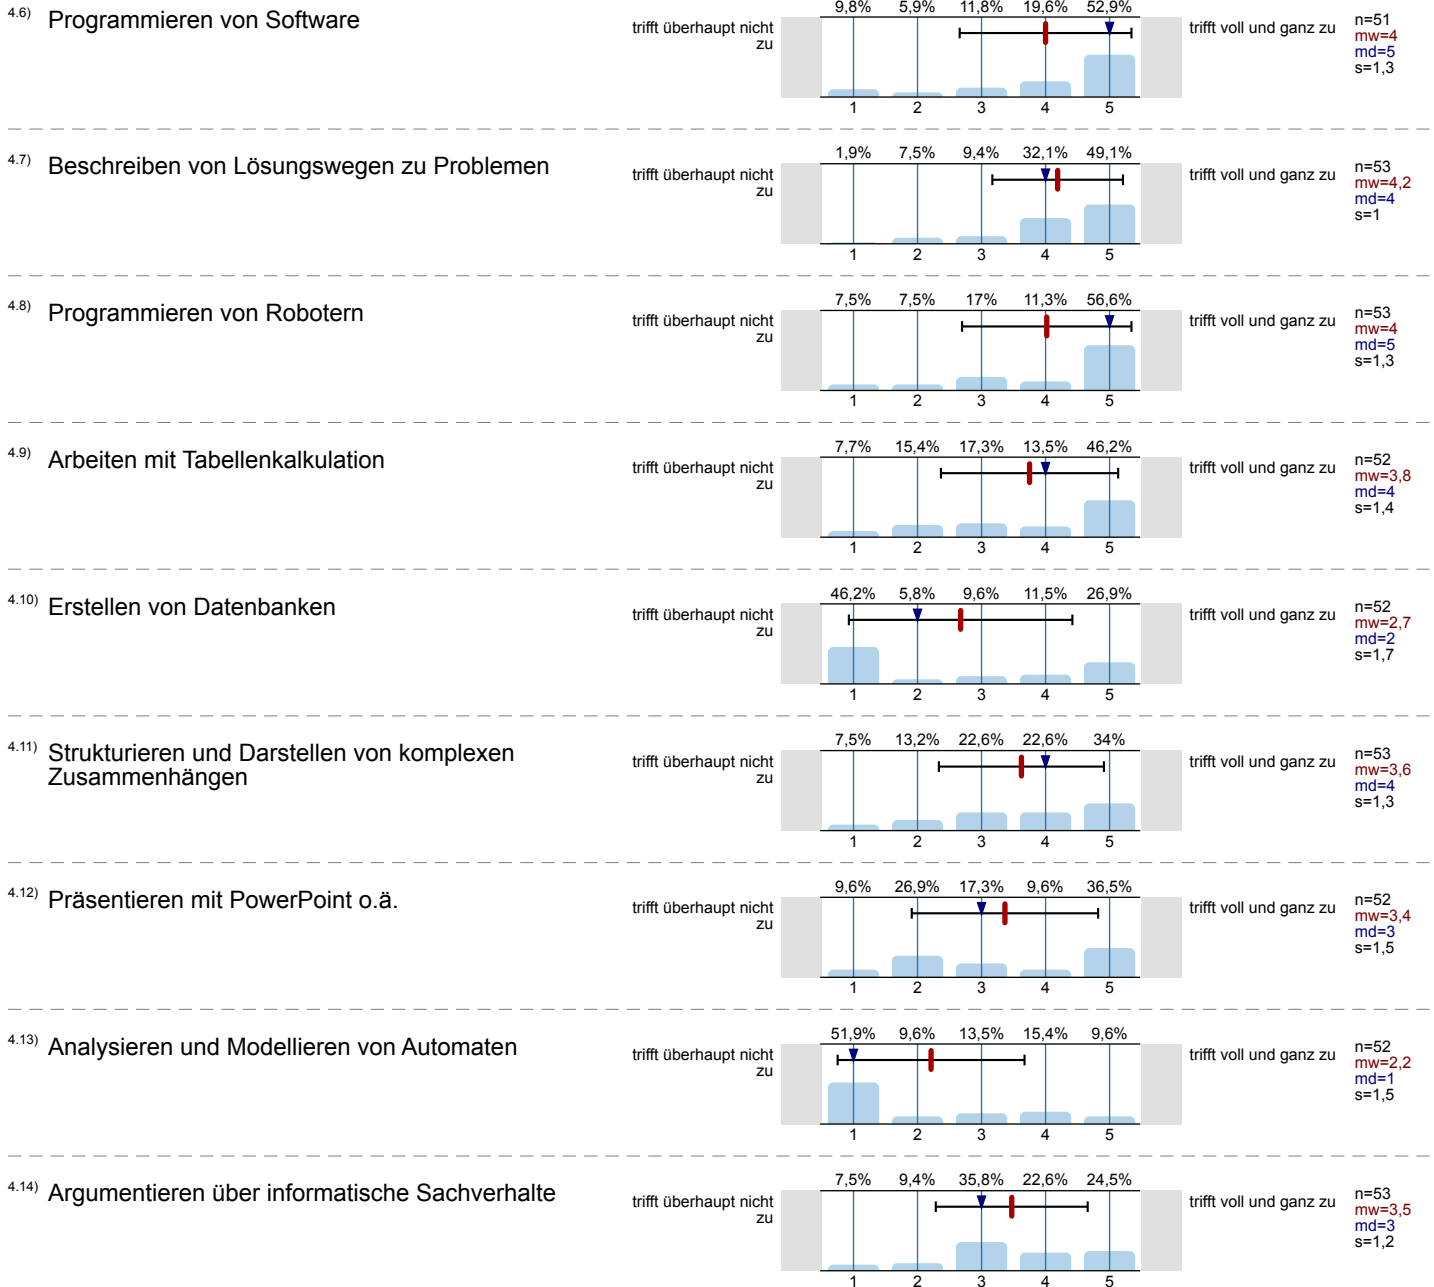 4.6) Programmieren von Software
trifft überhaupt nicht zu
9,8% 5,9% 11,8% 19,6% 52,9%
1 2 3 4 5
trifft voll und ganz zu
n=51
mw=4
md=5
s=1,3
4.7) Beschreiben von Lösungswegen zu Problemen
trifft überhaupt nicht
zu
1,9% 7,5% 9,4% 32,1% 49,1%
1 2 3 4 5
trifft voll und ganz zu
n=53
mw=4,2
md=4
s=1
4.8) Programmieren von Robotern
trifft überhaupt nicht
zu
7,5% 7,5% 17% 11,3% 56,6%
1 2 3 4 5
trifft voll und ganz zu
n=53
mw=4
md=5
s=1,3
4.9) Arbeiten mit Tabellenkalkulation
trifft überhaupt nicht
zu
7,7% 15,4% 17,3% 13,5% 46,2%
1 2 3 4 5
trifft voll und ganz zu
n=52
mw=3,8
md=4
s=1,4
4.10) Erstellen von Datenbanken
trifft überhaupt nicht
zu
46,2% 5,8% 9,6% 11,5% 26,9%
1 2 3 4 5
trifft voll und ganz zu
n=52
mw=2,7
md=2
s=1,7
4.11) Strukturieren und Darstellen von komplexen
Zusammenhängen
trifft überhaupt nicht
zu
7,5% 13,2% 22,6% 22,6% 34%
1 2 3 4 5
trifft voll und ganz zu
n=53
mw=3,6
md=4
s=1,3
4.12) Präsentieren mit PowerPoint o.ä.
trifft überhaupt nicht
zu
9,6% 26,9% 17,3% 9,6% 36,5%
1 2 3 4 5
trifft voll und ganz zu
n=52
mw=3,4
md=3
s=1,5
4.13) Analysieren und Modellieren von Automaten
trifft überhaupt nicht
zu
51,9% 9,6% 13,5% 15,4% 9,6%
1 2 3 4 5
trifft voll und ganz zu
n=52
mw=2,2
md=1
s=1,5
4.14) Argumentieren über informatische Sachverhalte
trifft überhaupt nicht
zu
7,5% 9,4% 35,8% 22,6% 24,5%
1 2 3 4 5
trifft voll und ganz zu
n=53
mw=3,5
md=3
s=1,2